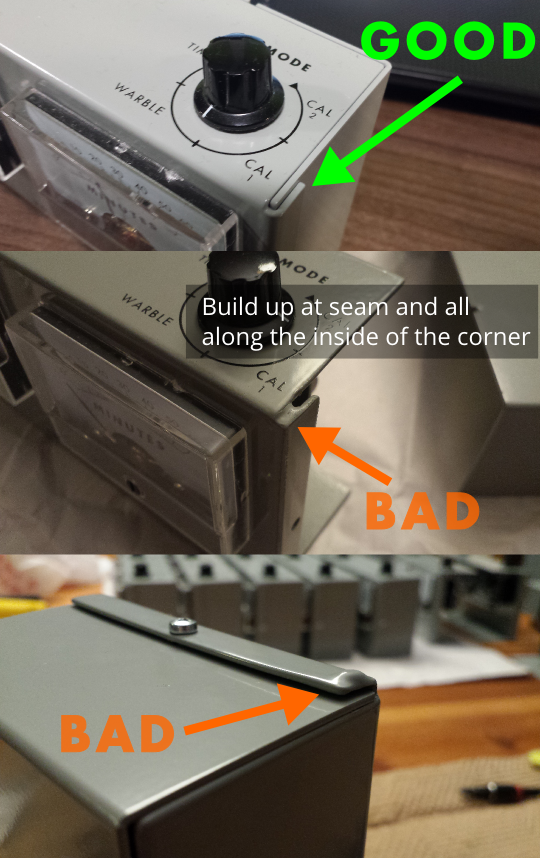 GOOD
TI
MODE
WARBLE
CAL
2
CAL
1
MINUTES
MODE
Build up at seam and all
along the inside of the corner
WARBLE
CAL
1
MINUTES
BAD
BAD